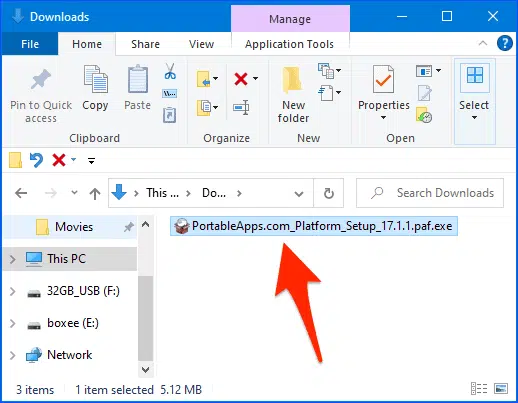 Downloads
Manage
File
Home
Share
View
Application Tools
Pin to Quick access
Copy
Paste
New folder
Properties
Select
Clipboard
Organize
New
Open
This ...
Do...
Search Downloads
Movies
This PC
32GB_USB (F:)
boxee (E:)
Network
PortableApps.com_Platform_Setup_17.1.1.paf.exe
3 items
1 item selected 5.12 MB